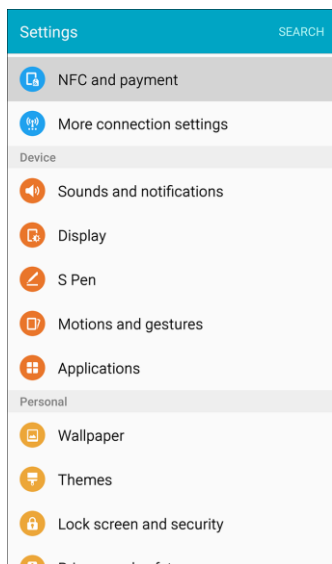 Settings
SEARCH
NFC and payment
More connection settings
Device
Sounds and notifications
Display
S Pen
Motions and gestures
Applications
Personal
Wallpaper
Themes
Lock screen and security